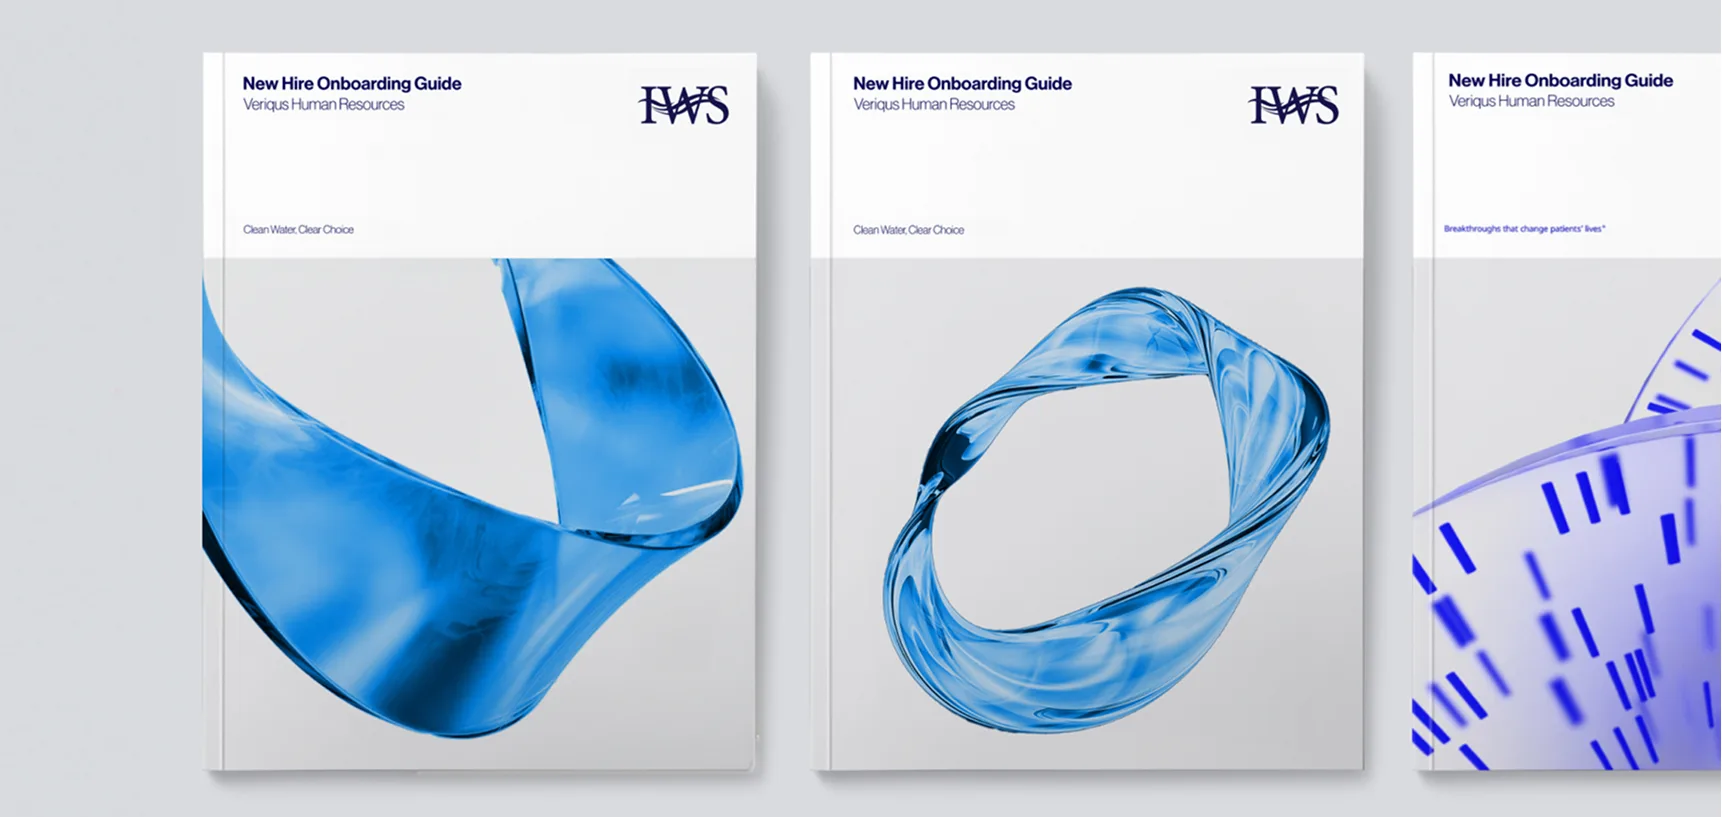 New Hire Onboarding Guide
Veriqus Human Resources
IWS
Clean Water, Clear Choice
New Hire Onboarding Guide
Veriqus Human Resources
IWS
Clean Water, Clear Choice
New Hire Onboarding Guide
Veriqus Human Resources
Breakthroughs that change patients' lives®